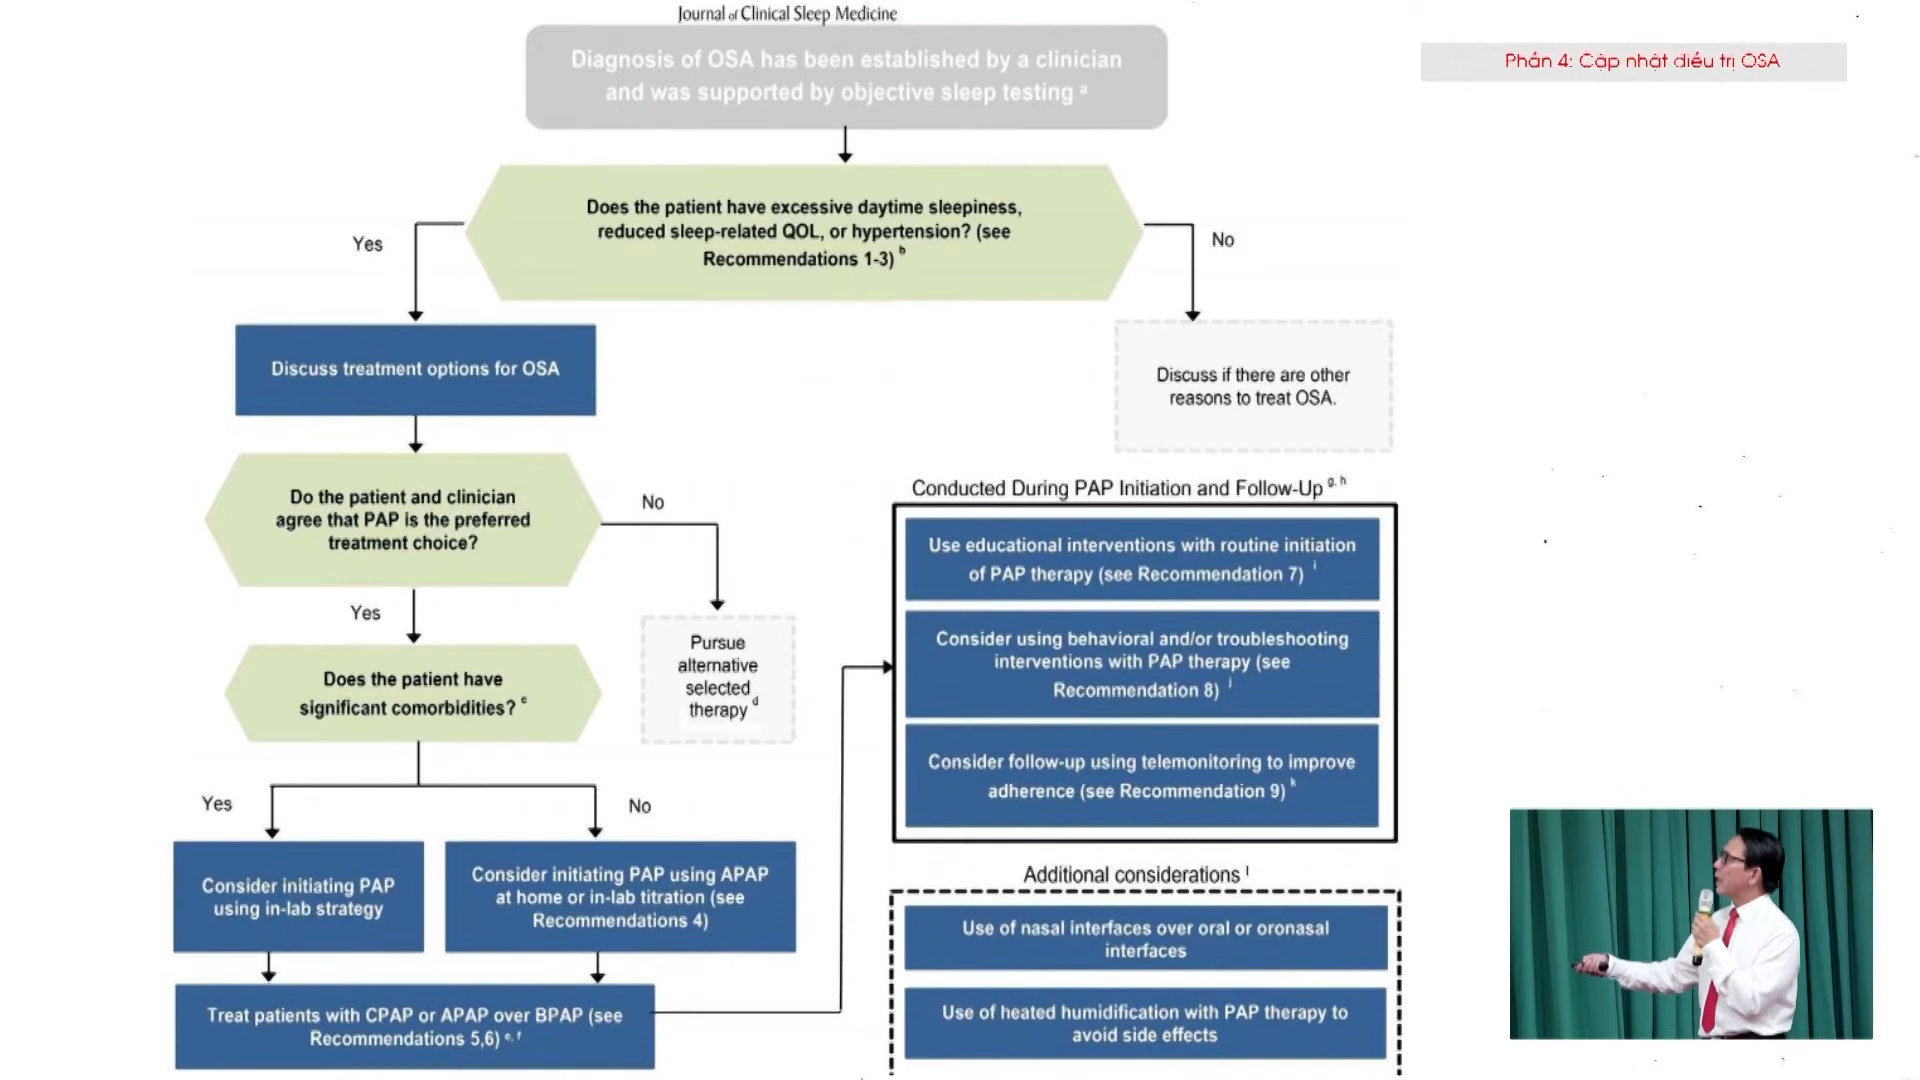 Journal of Clinical Sleep Medicine
Phần 4: Cập nhật điều trị OSA
Diagnosis of OSA has been established by a clinician
and was supported by objective sleep testing a
Does the patient have excessive daytime sleepiness,
reduced sleep-related QOL, or hypertension? (see
Recommendations 1-3) b
Yes
No
Discuss treatment options for OSA
Discuss if there are other
reasons to treat OSA.
Do the patient and clinician
agree that PAP is the preferred
treatment choice?
No
Yes
Pursue
alternative
selected
therapy d
Does the patient have
significant comorbidities? c
Yes
No
Consider initiating PAP
using in-lab strategy
Consider initiating PAP using APAP
at home or in-lab titration (see
Recommendations 4)
Treat patients with CPAP or APAP over BPAP (see
Recommendations 5,6) e, f
Conducted During PAP Initiation and Follow-Up g, h
Use educational interventions with routine initiation
of PAP therapy (see Recommendation 7) i
Consider using behavioral and/or troubleshooting
interventions with PAP therapy (see
Recommendation 8) j
Consider follow-up using telemonitoring to improve
adherence (see Recommendation 9) k
Additional considerations l
Use of nasal interfaces over oral or oronasal
interfaces
Use of heated humidification with PAP therapy to
avoid side effects